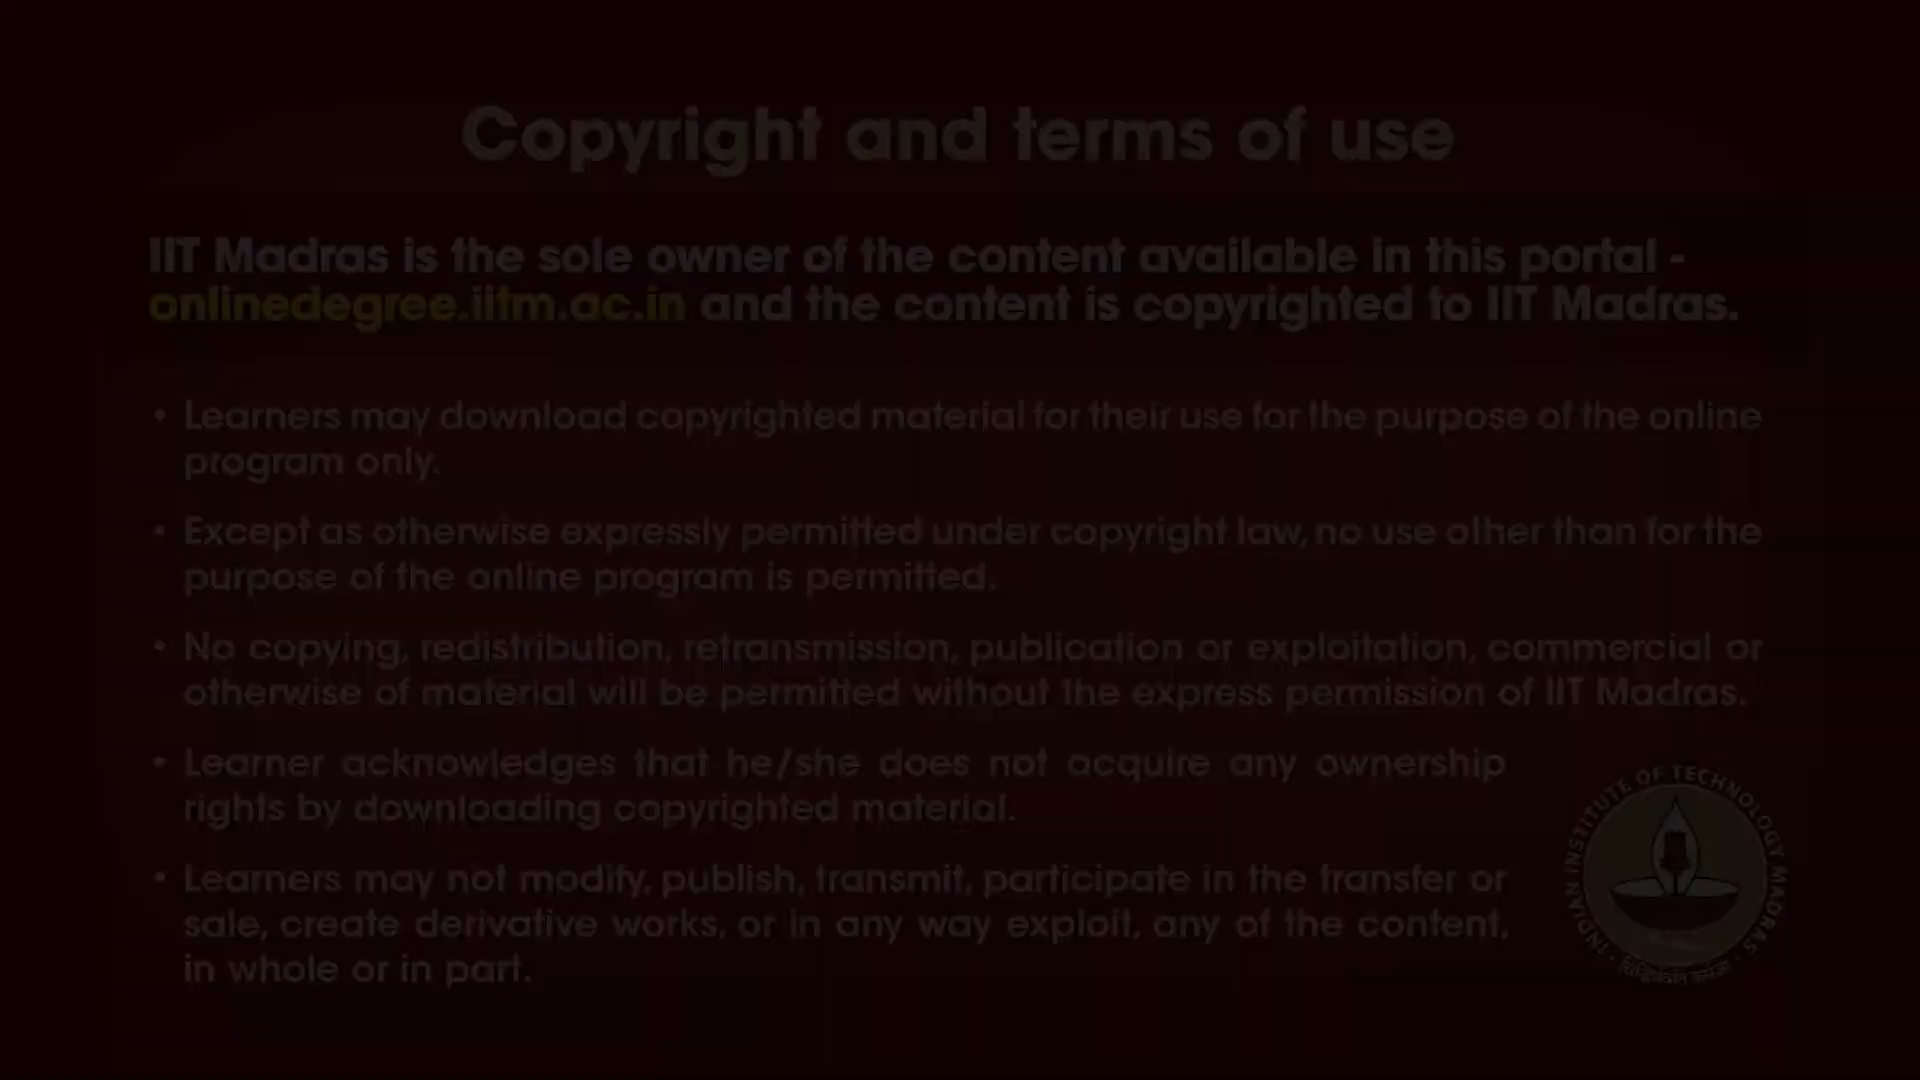 Copyright and terms of use
IIT Madras is the sole owner of the content available in this portal -
onlinedegree.iitm.ac.in and the content is copyrighted to IIT Madras.
• Learners may download copyrighted material for their use for the purpose of the online
program only.
• Except as otherwise expressly permitted under copyright law, no use other than for the
purpose of the online program is permitted.
• No copying, redistribution, retransmission, publication or exploitation, commercial or
otherwise of material will be permitted without the express permission of IIT Madras.
• Learner acknowledges that he/she does not acquire any ownership
rights by downloading copyrighted material.
• Learners may not modify, publish, transmit, participate in the transfer or
sale, create derivative works, or in any way exploit, any of the content,
in whole or in part.
INDIAN INSTITUTE OF TECHNOLOGY MADRAS